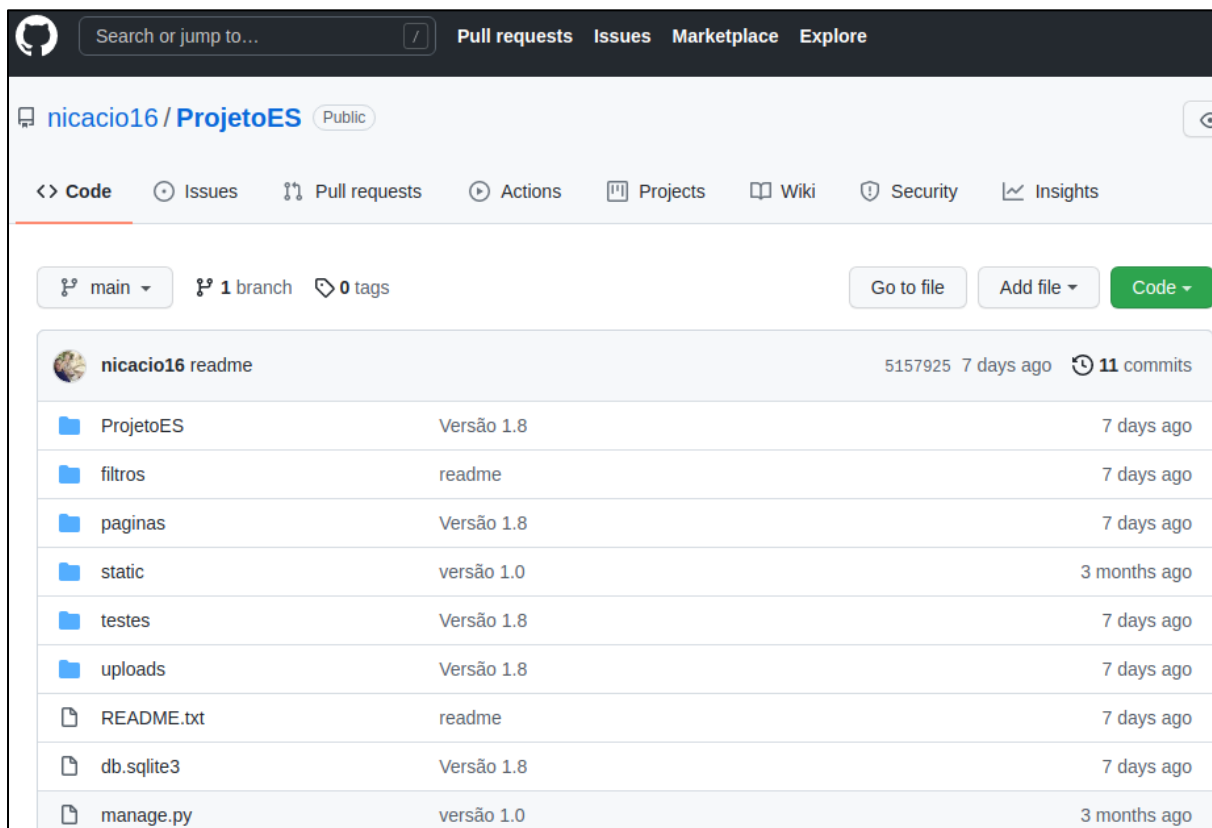 Search or jump to... / Pull requests Issues Marketplace Explore
nicacio16 / ProjetoES Public
<> Code Issues Pull requests Actions Projects Wiki Security Insights
main 1 branch 0 tags Go to file Add file Code
nicacio16 readme 5157925 7 days ago 11 commits
ProjetoES Versão 1.8 7 days ago
filtros readme 7 days ago
paginas Versão 1.8 7 days ago
static versão 1.0 3 months ago
testes Versão 1.8 7 days ago
uploads Versão 1.8 7 days ago
README.txt readme 7 days ago
db.sqlite3 Versão 1.8 7 days ago
manage.py versão 1.0 3 months ago